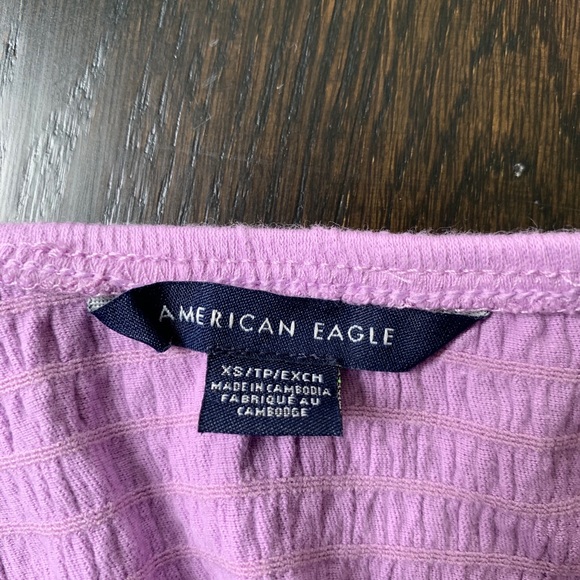 AMERICAN EAGLE
XS/TP/EXCH
MADE IN CAMBODIA
FABRIQUÉ AU
CAMBODGE